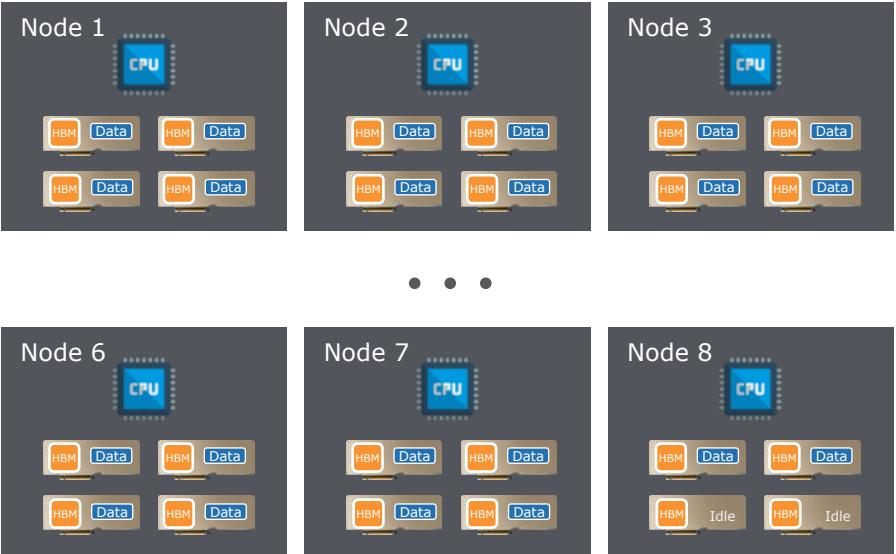 Node 1
CPU
HBM Data HBM Data
HBM Data HBM Data
Node 2
CPU
HBM Data HBM Data
HBM Data HBM Data
Node 3
CPU
HBM Data HBM Data
HBM Data HBM Data
Node 6
CPU
HBM Data HBM Data
HBM Data HBM Data
Node 7
CPU
HBM Data HBM Data
HBM Data HBM Data
Node 8
CPU
HBM Data HBM Data
HBM Idle HBM Idle